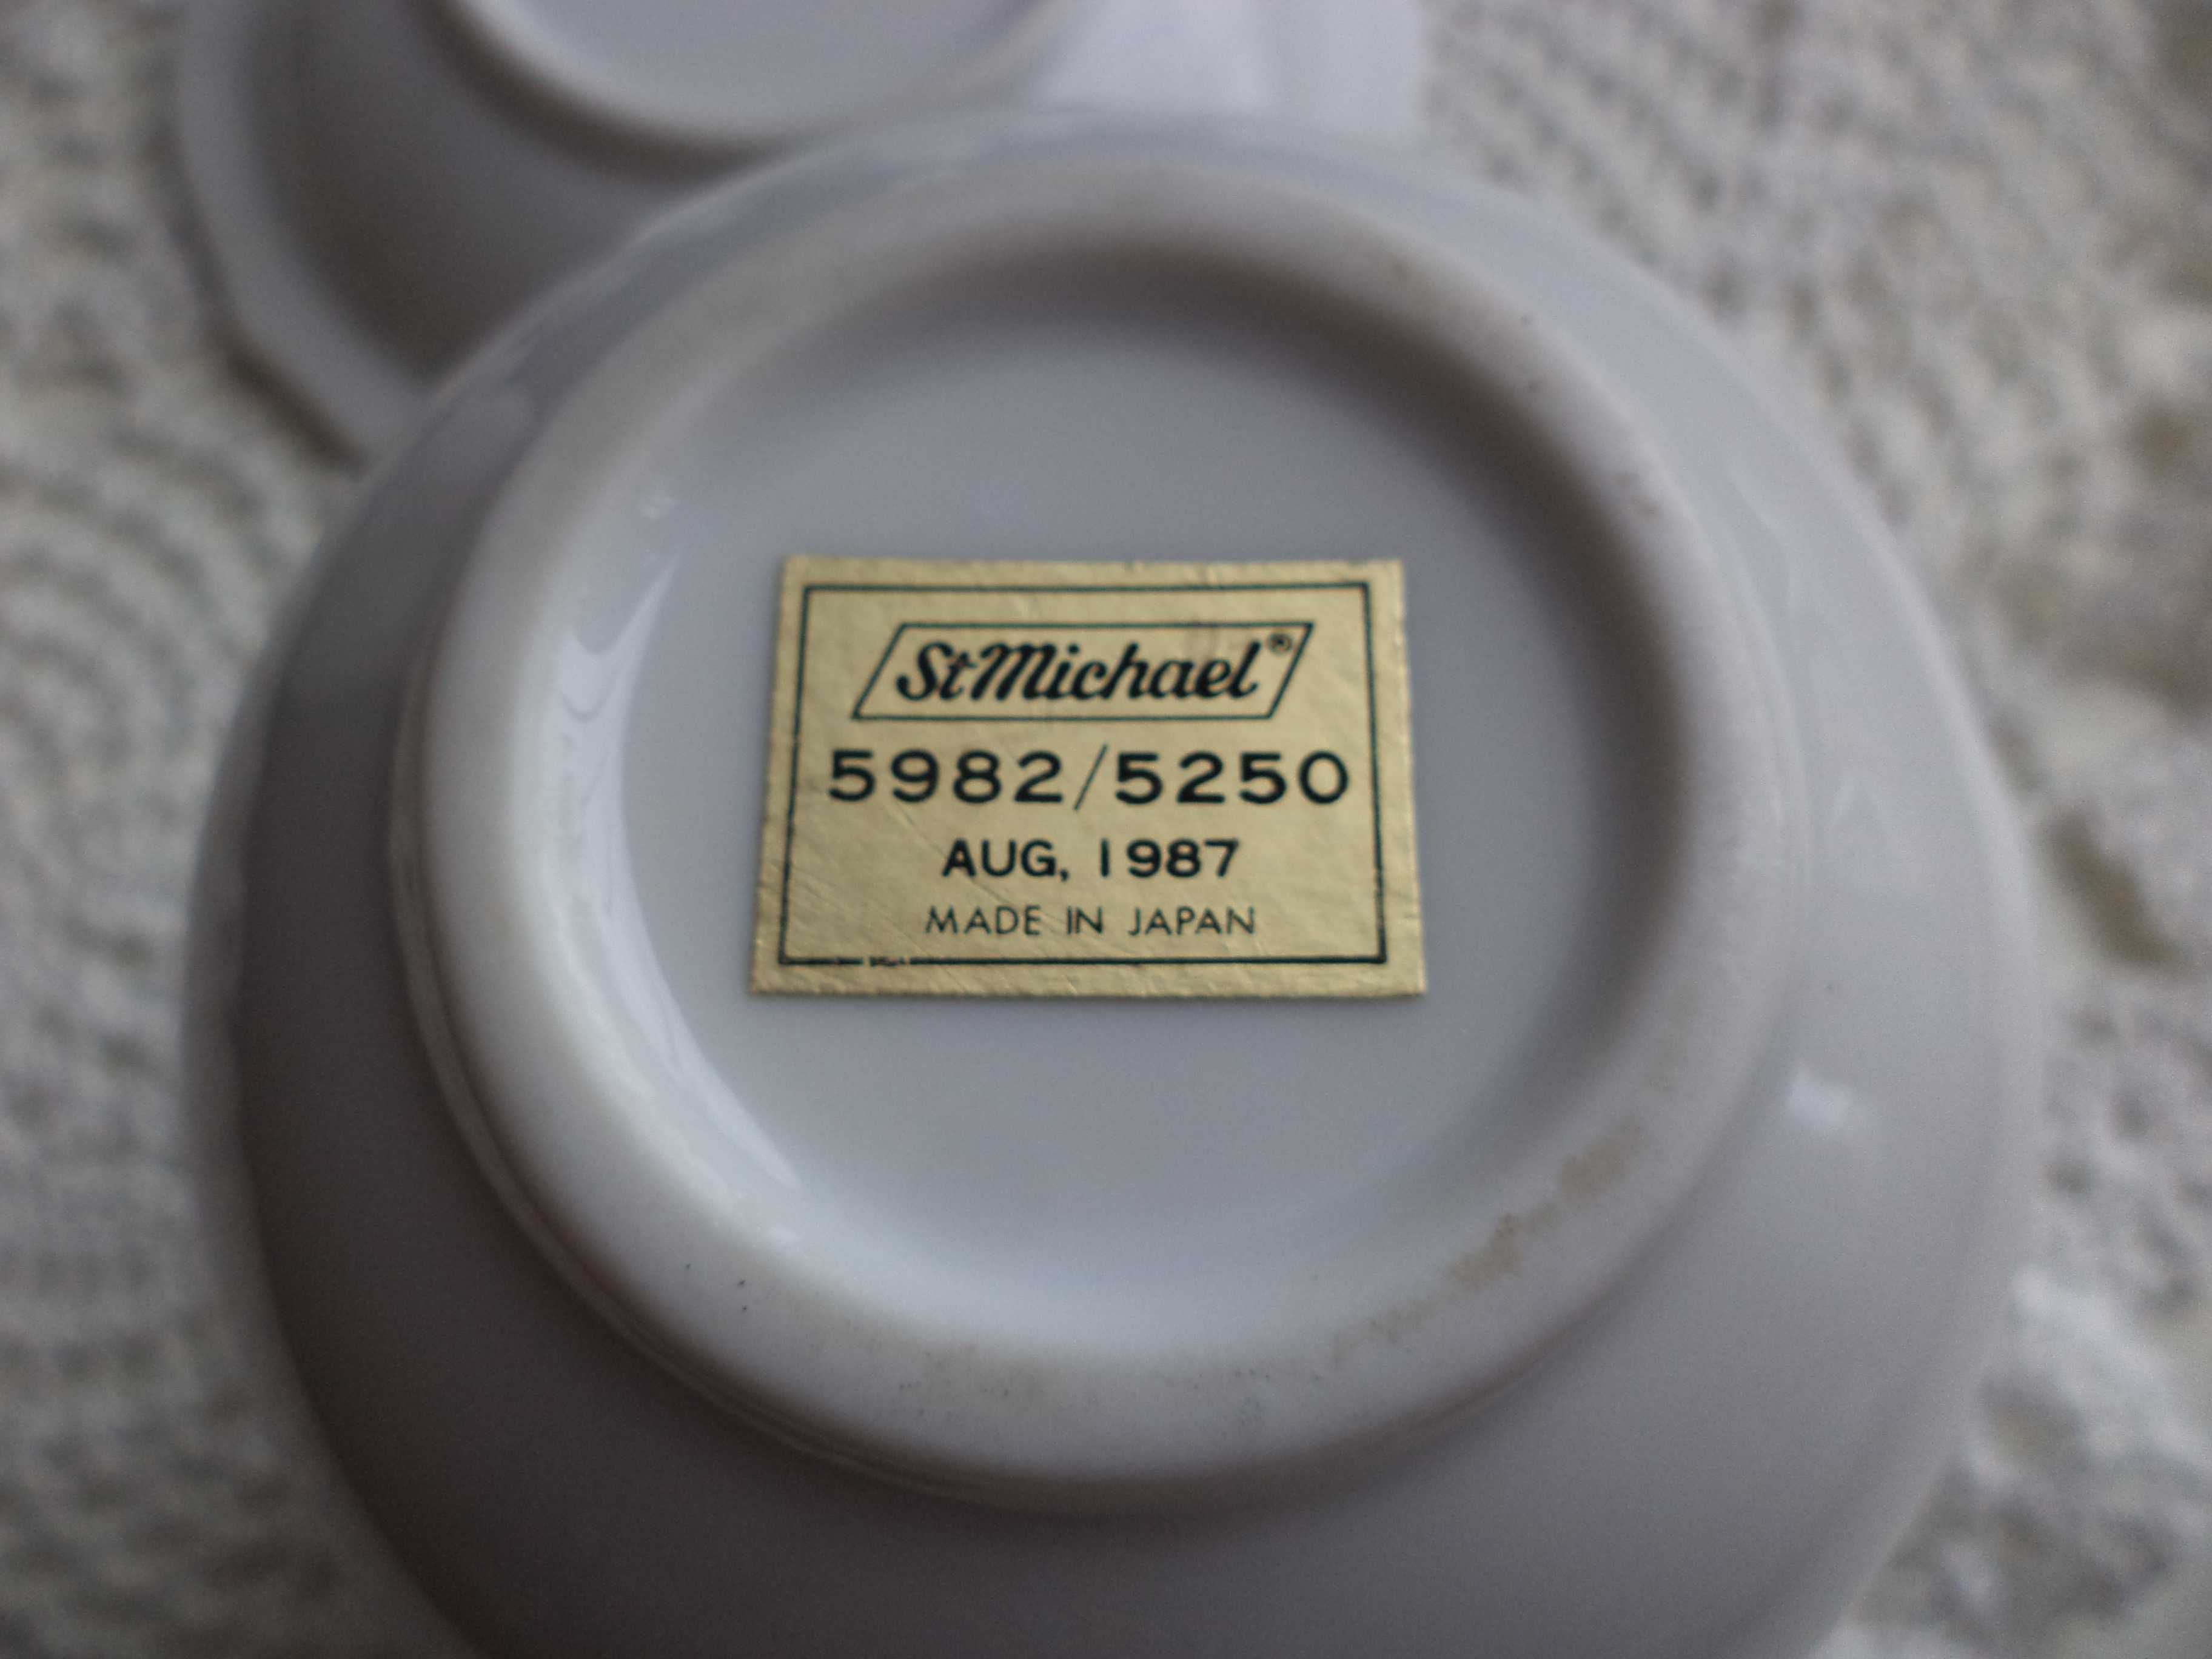 StMichael®
5982/5250
AUG, 1987
MADE IN JAPAN